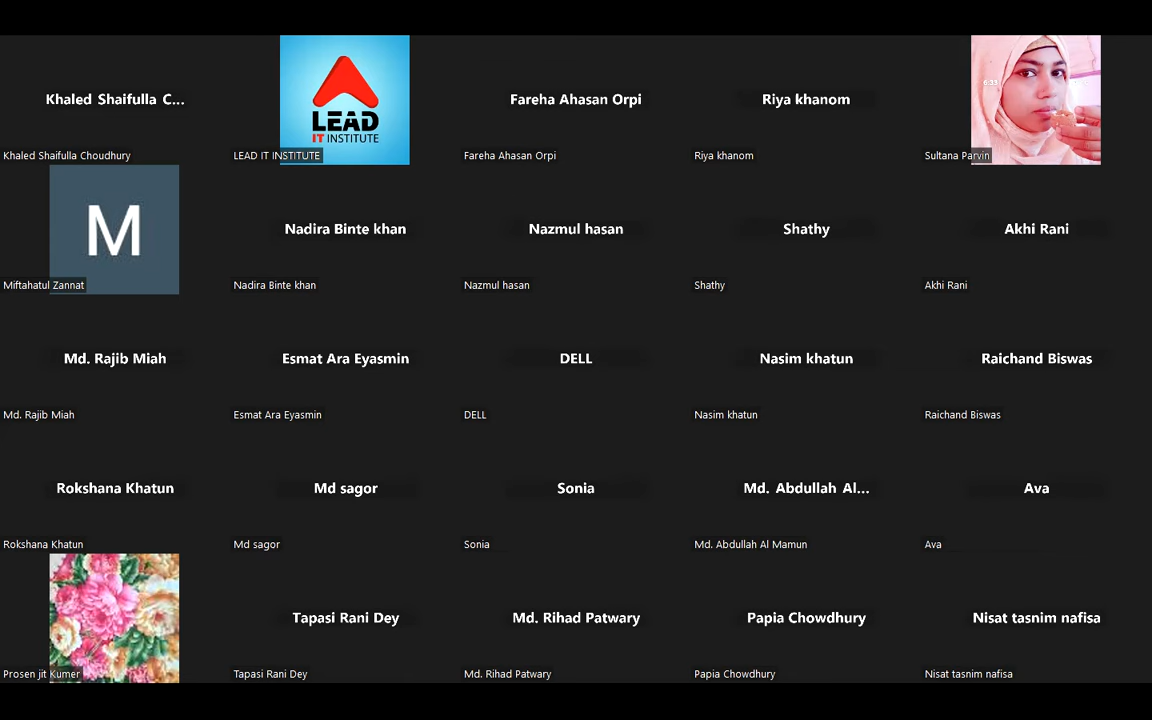 Khaled Shaifulla C...
Khaled Shaifulla Choudhury
LEAD
IT INSTITUTE
LEAD IT INSTITUTE
Fareha Ahasan Orpi
Fareha Ahasan Orpi
Riya khanom
Riya khanom
6:33
Sultana Parvin
M
Miftahatul Zannat
Nadira Binte khan
Nadira Binte khan
Nazmul hasan
Nazmul hasan
Shathy
Shathy
Akhi Rani
Akhi Rani
Md. Rajib Miah
Md. Rajib Miah
Esmat Ara Eyasmin
Esmat Ara Eyasmin
DELL
DELL
Nasim khatun
Nasim khatun
Raichand Biswas
Raichand Biswas
Rokshana Khatun
Rokshana Khatun
Md sagor
Md sagor
Sonia
Sonia
Md. Abdullah Al...
Md. Abdullah Al Mamun
Ava
Ava
Prosen jit Kumer
Tapasi Rani Dey
Tapasi Rani Dey
Md. Rihad Patwary
Md. Rihad Patwary
Papia Chowdhury
Papia Chowdhury
Nisat tasnim nafisa
Nisat tasnim nafisa